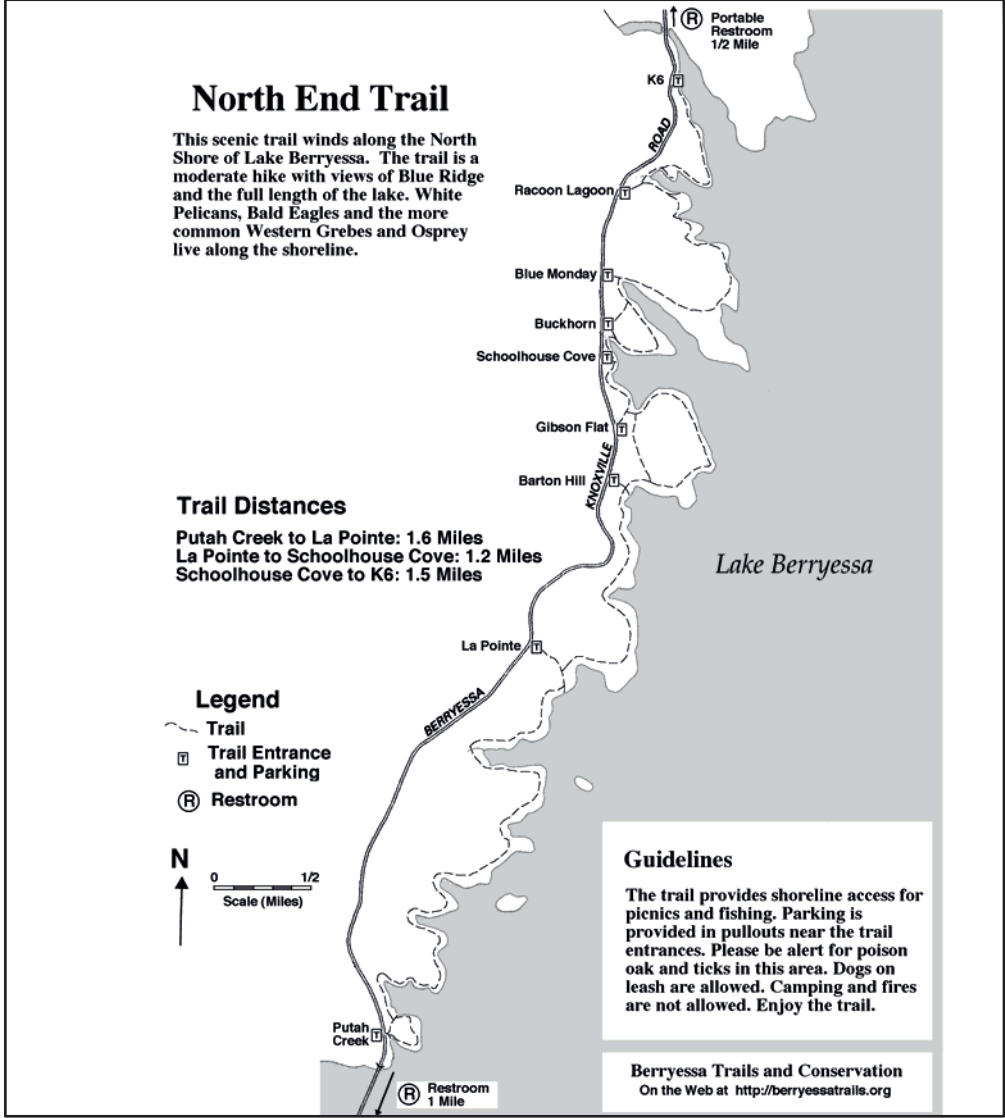 R Portable
Restroom
1/2 Mile
K6
T
North End Trail
This scenic trail winds along the North
Shore of Lake Berryessa. The trail is a
moderate hike with views of Blue Ridge
and the full length of the lake. White
Pelicans, Bald Eagles and the more
common Western Grebes and Osprey
live along the shoreline.
ROAD
Racoon Lagoon
T
Blue Monday
T
Buckhorn
T
Schoolhouse Cove
T
Gibson Flat
T
KNOXVILLE
Barton Hill
T
Trail Distances
Putah Creek to La Pointe: 1.6 Miles
La Pointe to Schoolhouse Cove: 1.2 Miles
Schoolhouse Cove to K6: 1.5 Miles
Lake Berryessa
La Pointe
T
BERRYESSA
Legend
Trail
T Trail Entrance
and Parking
R Restroom
N
0 1/2
Scale (Miles)
Guidelines
The trail provides shoreline access for
picnics and fishing. Parking is
provided in pullouts near the trail
entrances. Please be alert for poison
oak and ticks in this area. Dogs on
leash are allowed. Camping and fires
are not allowed. Enjoy the trail.
Putah
Creek
T
R Restroom
1 Mile
Berryessa Trails and Conservation
On the Web at http://berryessatrails.org